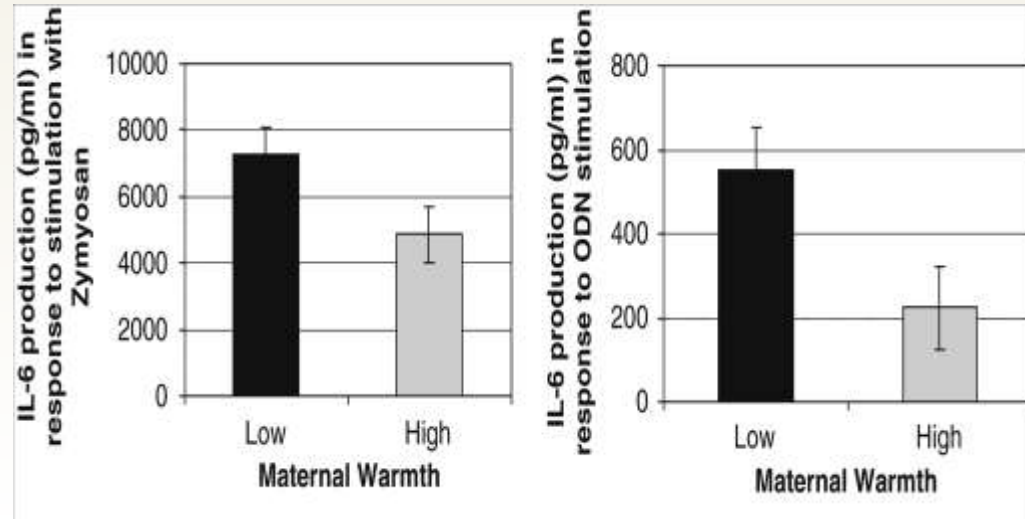 IL-6 production (pg/ml) in
response to stimulation with
Zymyosan
10000
8000
6000
4000
2000
0
Low
High
Maternal Warmth
IL-6 production (pg/ml) in
response to ODN stimulation
800
600
400
200
0
Low
High
Maternal Warmth